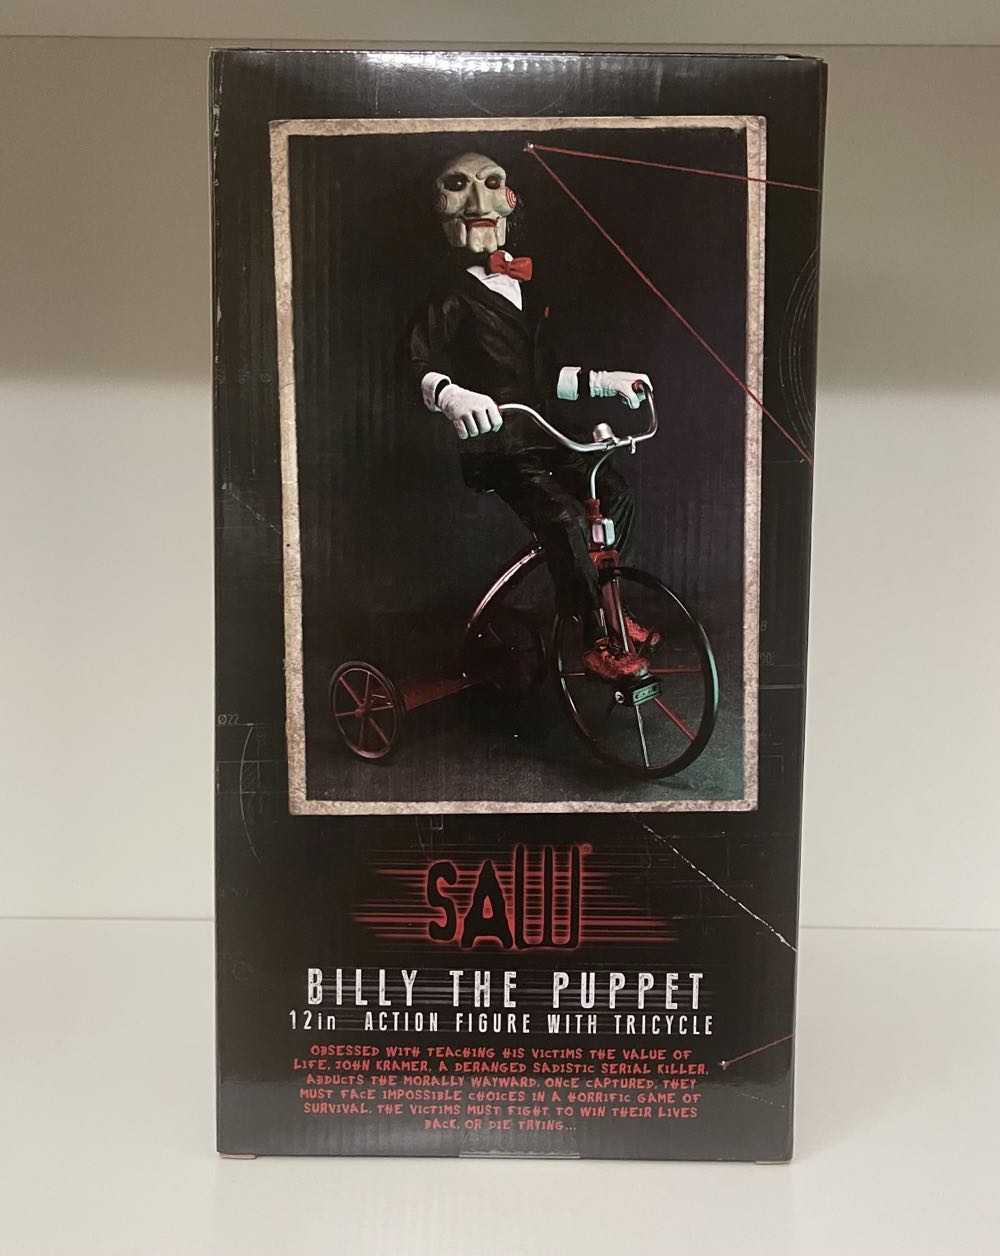 SAW
BILLY THE PUPPET
12in ACTION FIGURE WITH TRICYCLE
OBSESSED WITH TEACHING HIS VICTIMS THE VALUE OF
LIFE, JOHN KRAMER, A DERANGED SADISTIC SERIAL KILLER,
ABDUCTS THE MORALLY WAYWARD. ONCE CAPTURED, THEY
MUST FACE IMPOSSIBLE CHOICES IN A HORRIFIC GAME OF
SURVIVAL. THE VICTIMS MUST FIGHT TO WIN THEIR LIVES
BACK, OR DIE TRYING...
Ø22